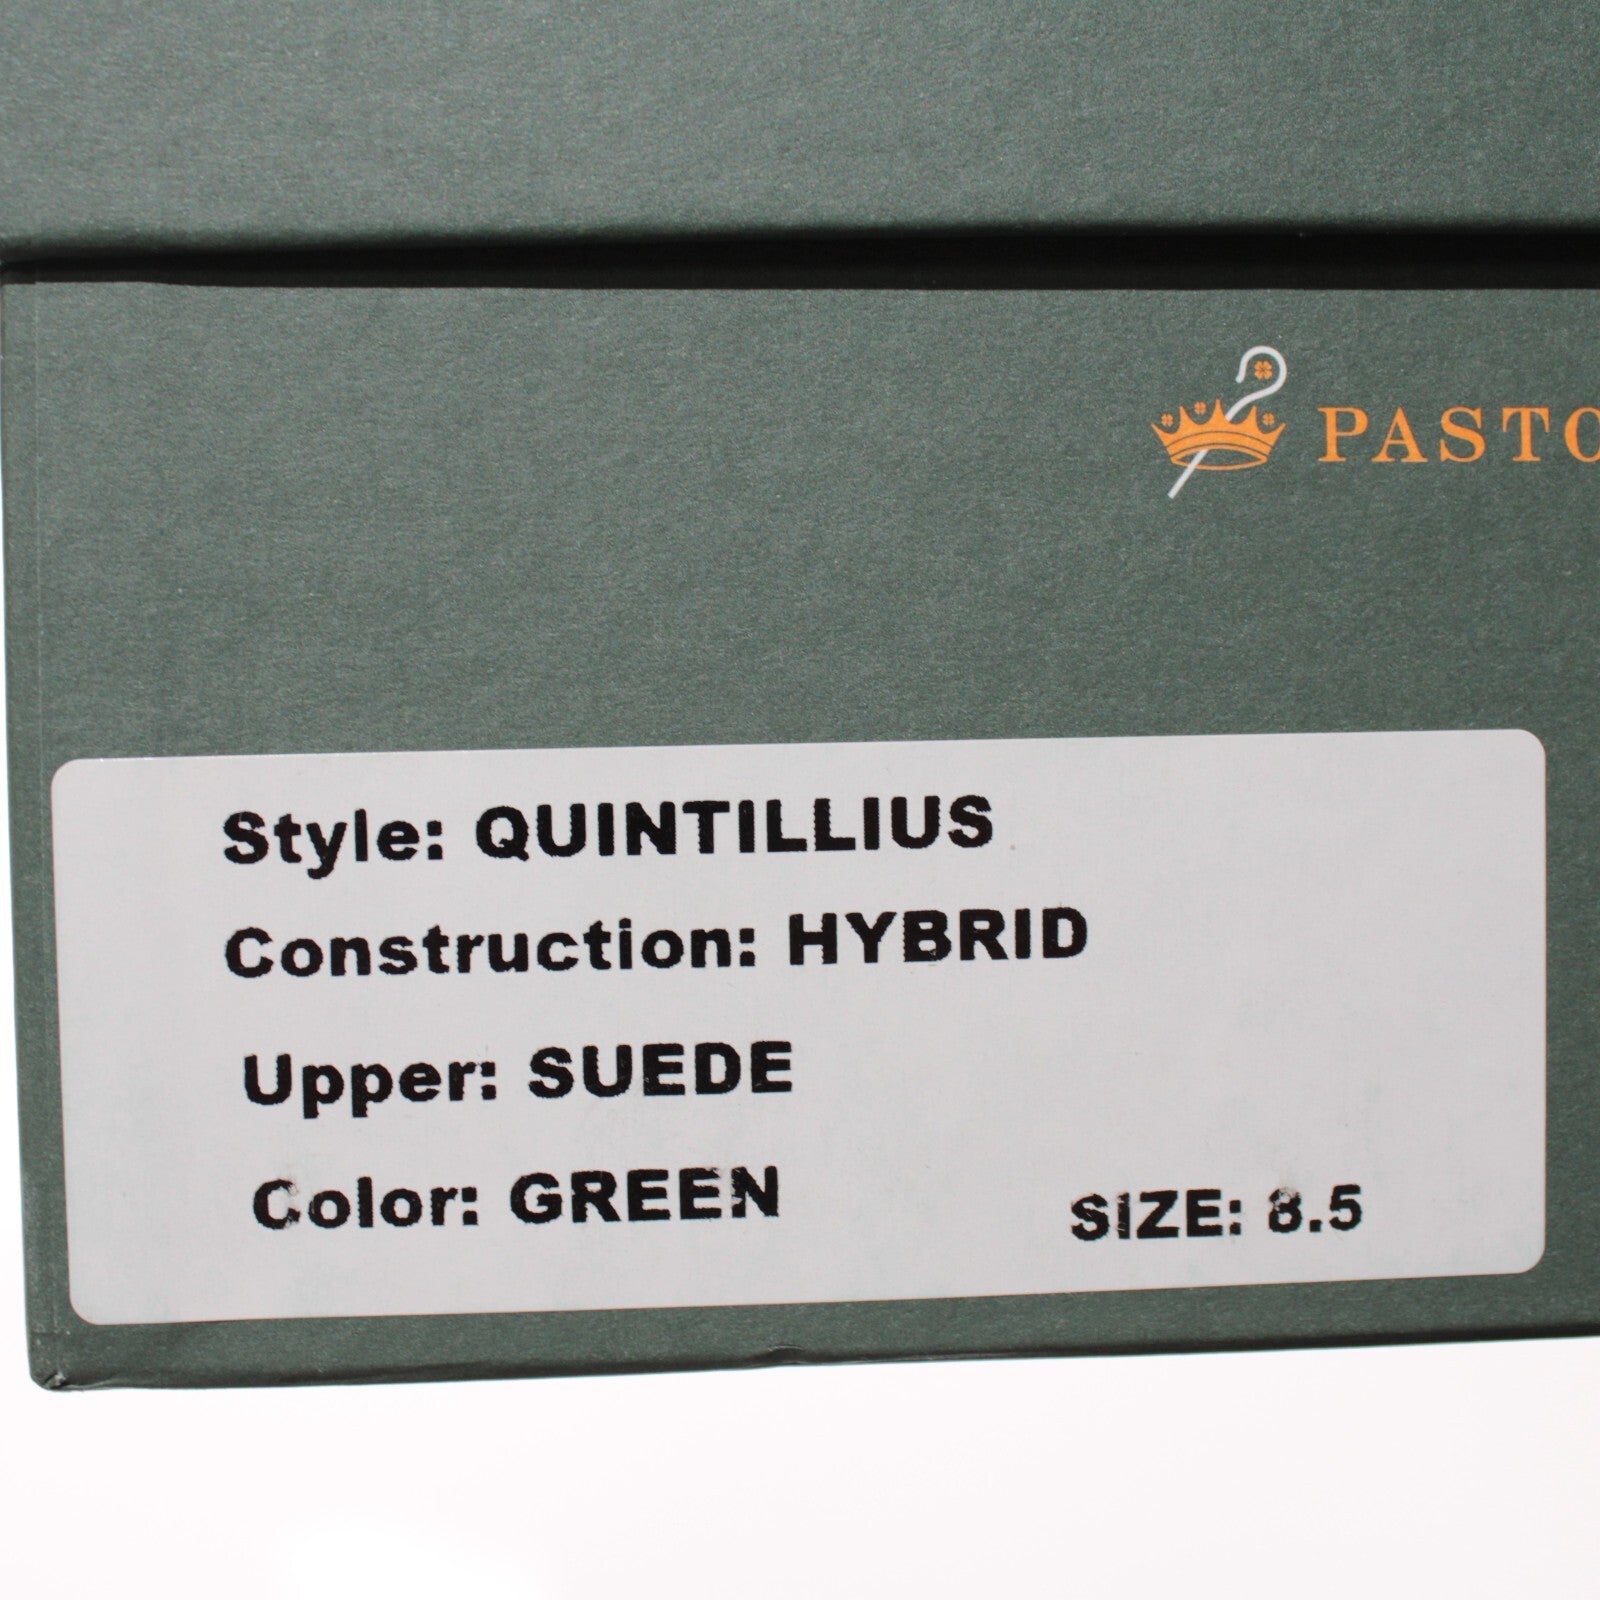 PASTO
Style: QUINTILLIUS
Construction: HYBRID
Upper: SUEDE
Color: GREEN
SIZE: 8.5